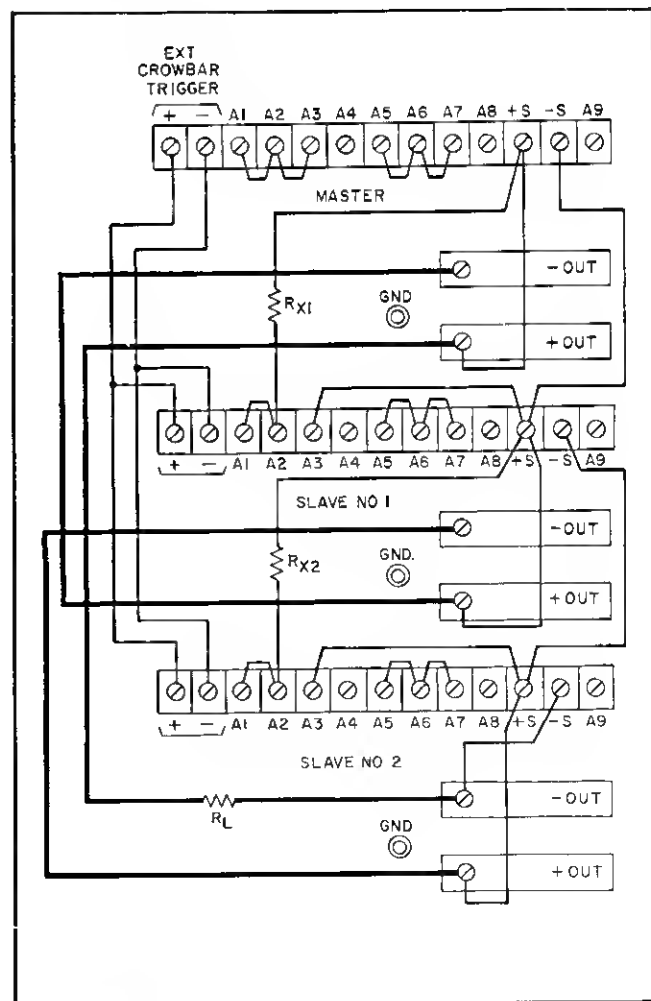 EXT
CROWBAR
TRIGGER
+ − A1 A2 A3 A4 A5 A6 A7 A8 +S −S A9
MASTER
−OUT
RX1
GND
+OUT
+ − A1 A2 A3 A4 A5 A6 A7 A8 +S −S A9
SLAVE NO 1
−OUT
RX2
GND.
+OUT
+ − A1 A2 A3 A4 A5 A6 A7 A8 +S −S A9
SLAVE NO 2
−OUT
RL
GND
+OUT